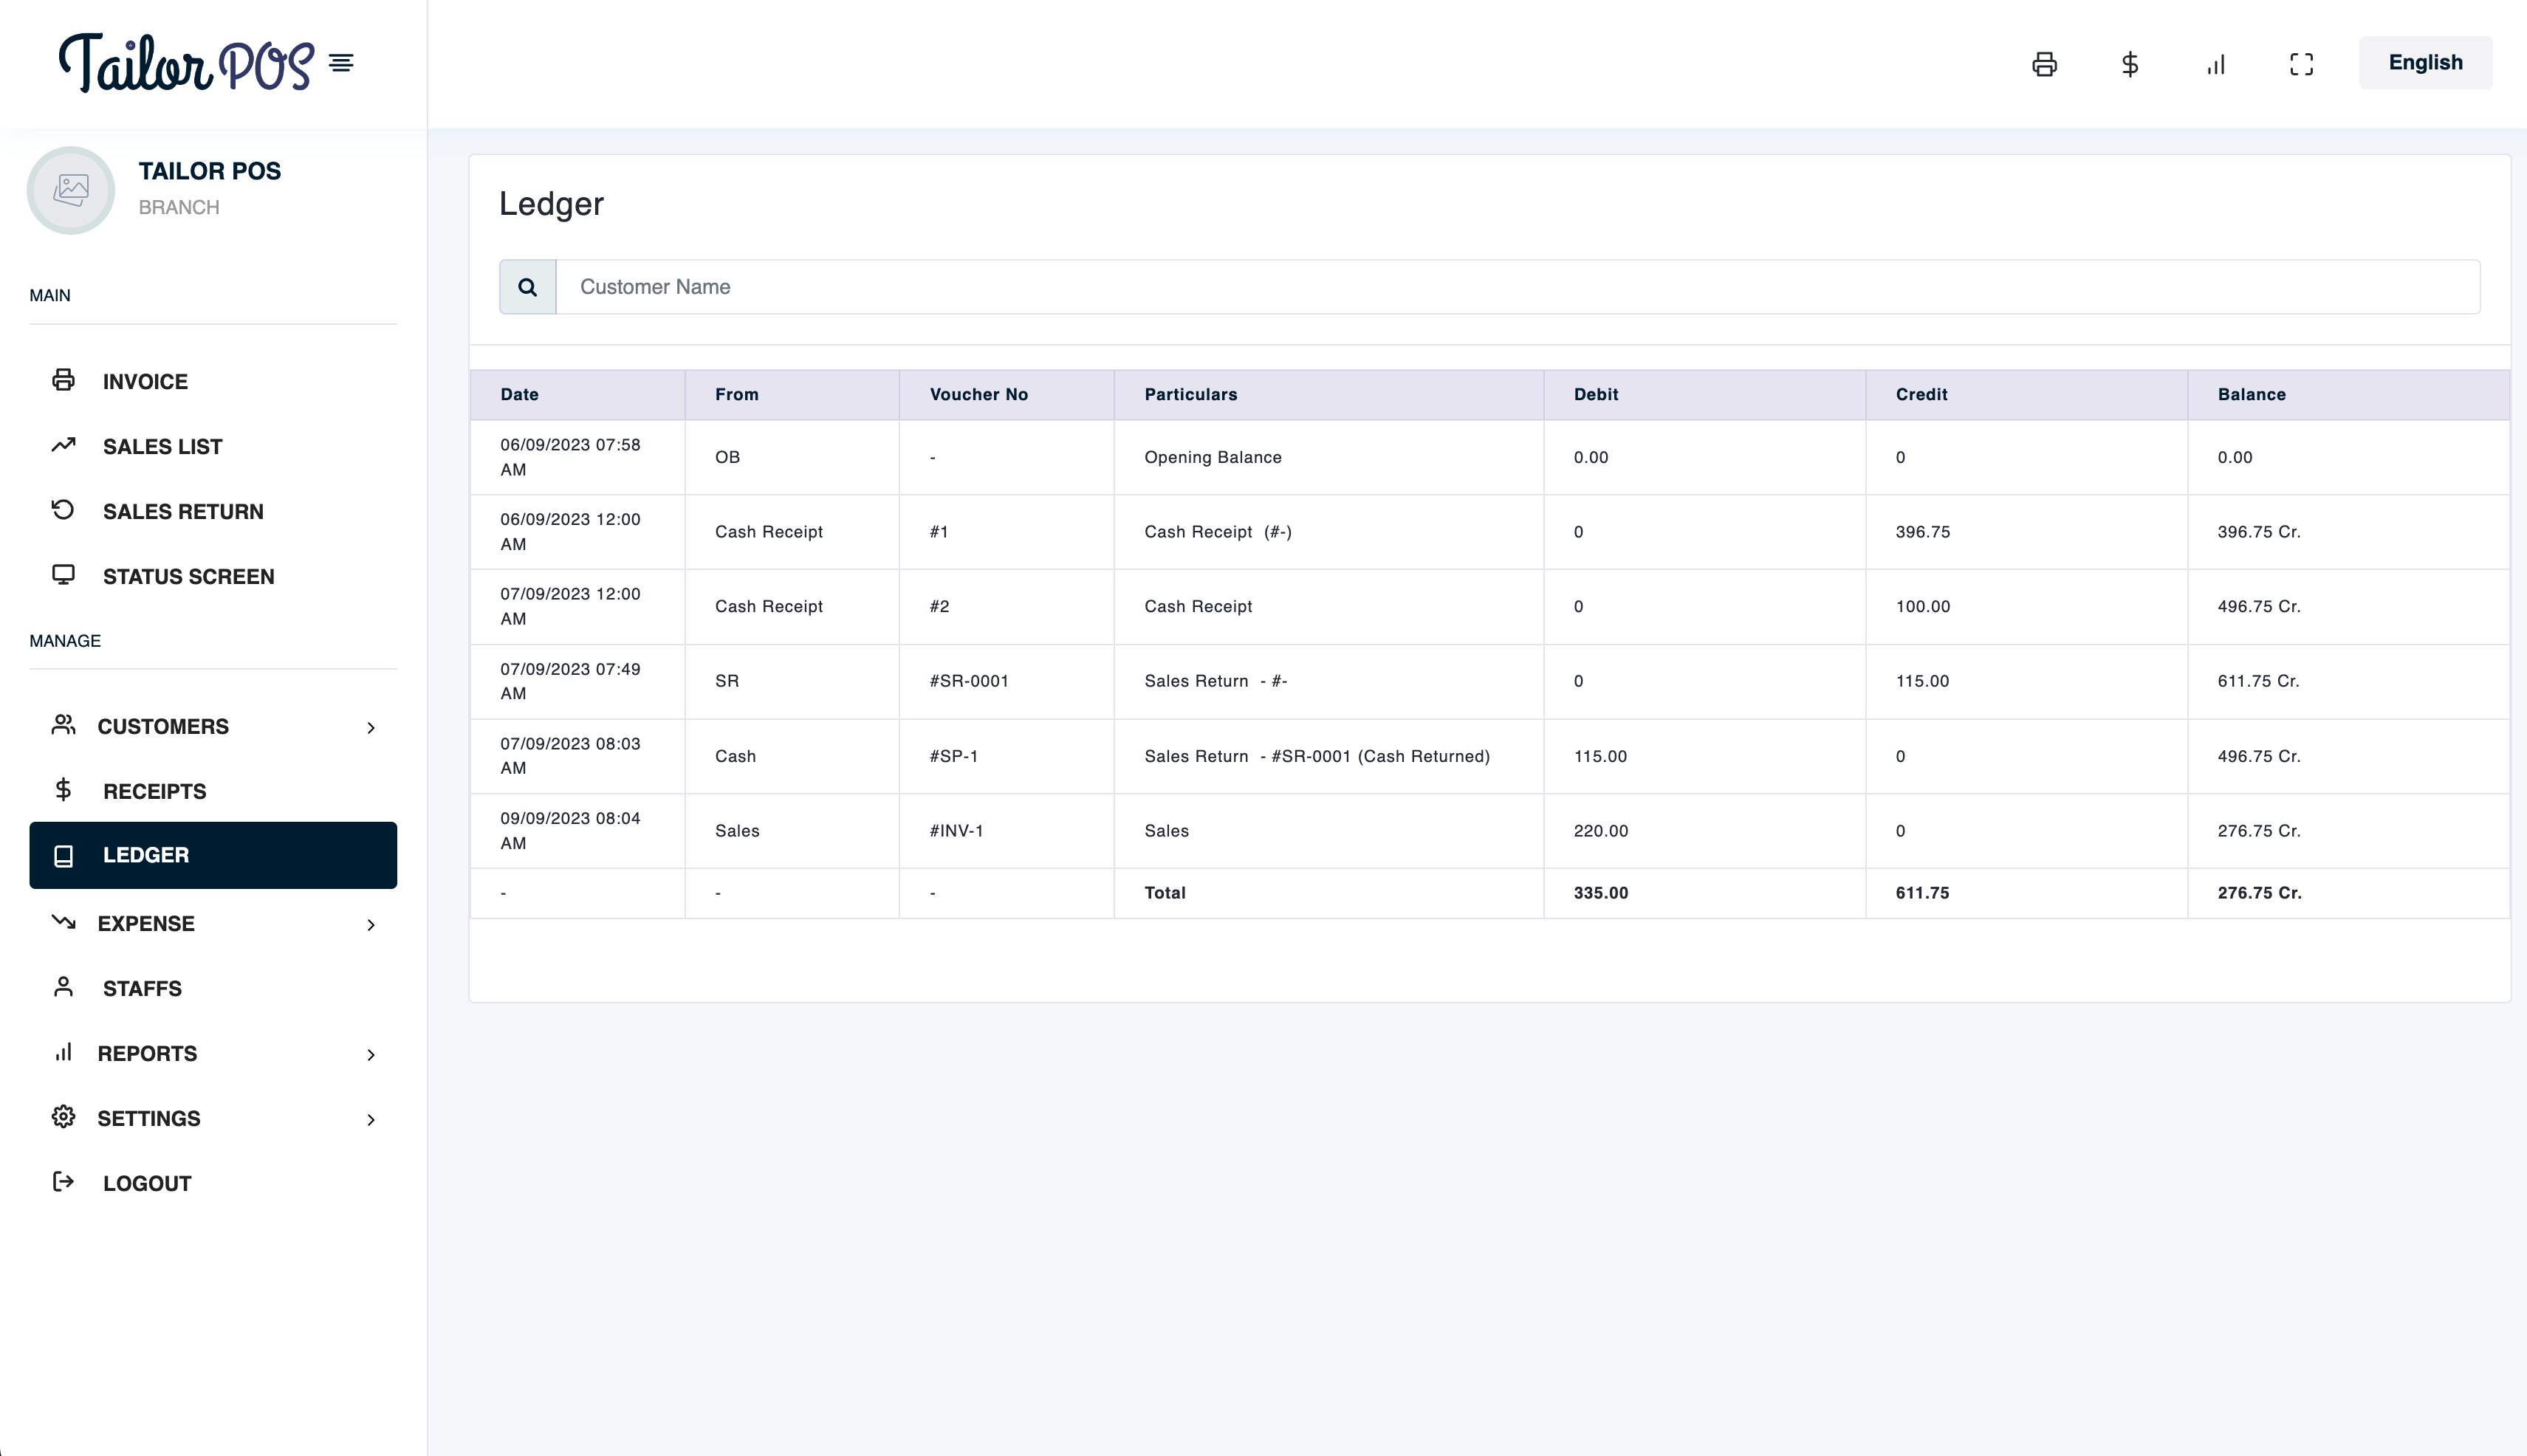 Tailor POS
English
TAILOR POS
BRANCH
MAIN
INVOICE
SALES LIST
SALES RETURN
STATUS SCREEN
MANAGE
CUSTOMERS
RECEIPTS
LEDGER
EXPENSE
STAFFS
REPORTS
SETTINGS
LOGOUT
Ledger
Customer Name
Date From Voucher No Particulars Debit Credit Balance
06/09/2023 07:58 AM OB - Opening Balance 0.00 0 0.00
06/09/2023 12:00 AM Cash Receipt #1 Cash Receipt (#-) 0 396.75 396.75 Cr.
07/09/2023 12:00 AM Cash Receipt #2 Cash Receipt 0 100.00 496.75 Cr.
07/09/2023 07:49 AM SR #SR-0001 Sales Return - #- 0 115.00 611.75 Cr.
07/09/2023 08:03 AM Cash #SP-1 Sales Return - #SR-0001 (Cash Returned) 115.00 0 496.75 Cr.
09/09/2023 08:04 AM Sales #INV-1 Sales 220.00 0 276.75 Cr.
- - - Total 335.00 611.75 276.75 Cr.